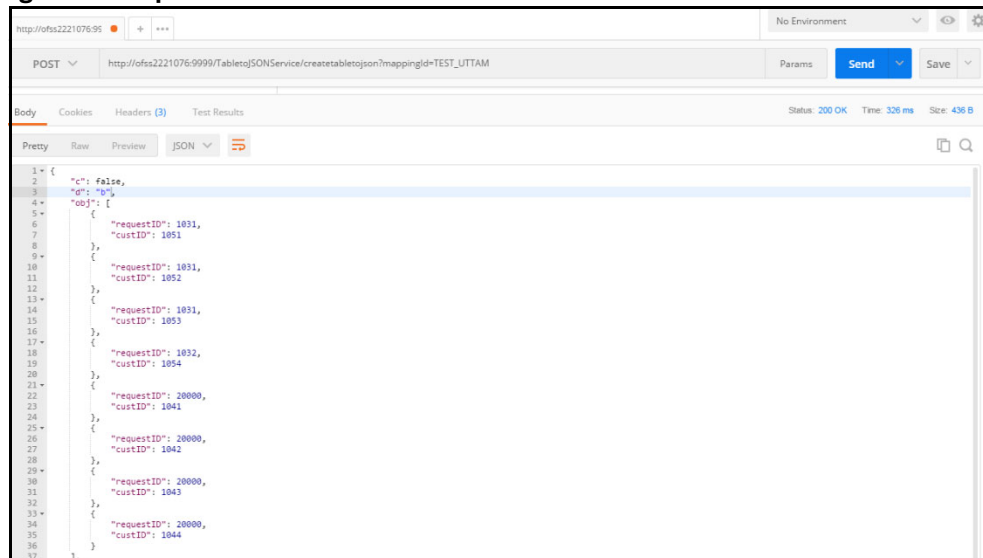 http://ofss2221076:99 + ••• No Environment
POST http://ofss2221076:9999/TabletoJSONService/createtabletojson?mappingId=TEST_UTTAM Params Send Save
Body Cookies Headers (3) Test Results Status: 200 OK Time: 326 ms Size: 436 B
Pretty Raw Preview JSON
1 {
2 "c": false,
3 "d": "b",
4 "obj": [
5 {
6 "requestID": 1031,
7 "custID": 1051
8 },
9 {
10 "requestID": 1031,
11 "custID": 1052
12 },
13 {
14 "requestID": 1031,
15 "custID": 1053
16 },
17 {
18 "requestID": 1032,
19 "custID": 1054
20 },
21 {
22 "requestID": 20000,
23 "custID": 1041
24 },
25 {
26 "requestID": 20000,
27 "custID": 1042
28 },
29 {
30 "requestID": 20000,
31 "custID": 1043
32 },
33 {
34 "requestID": 20000,
35 "custID": 1044
36 }
37 ]